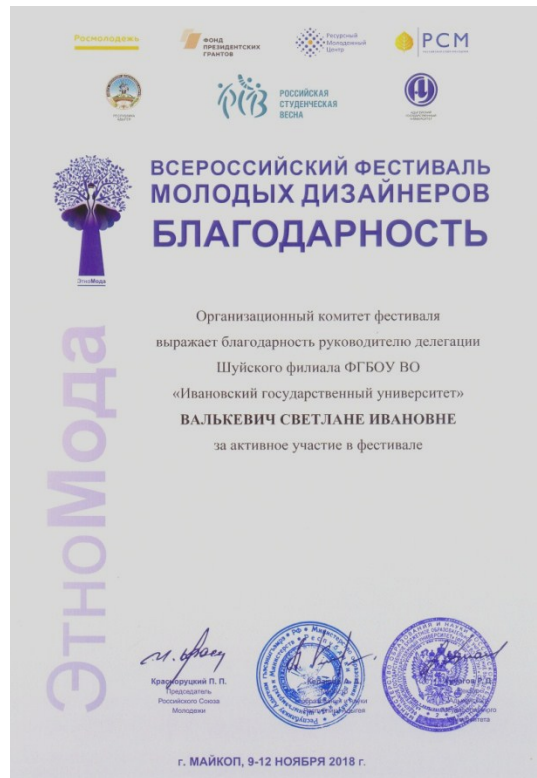 Росмолодежь
ФОНД
ПРЕЗИДЕНТСКИХ
ГРАНТОВ
Ресурсный
Молодежный
Центр
РСМ
РОССИЙСКАЯ
СТУДЕНЧЕСКАЯ
ВЕСНА
ВСЕРОССИЙСКИЙ ФЕСТИВАЛЬ
МОЛОДЫХ ДИЗАЙНЕРОВ
БЛАГОДАРНОСТЬ
ЭтноМода
Организационный комитет фестиваля
выражает благодарность руководителю делегации
Шуйского филиала ФГБОУ ВО
«Ивановский государственный университет»
ВАЛЬКЕВИЧ СВЕТЛАНЕ ИВАНОВНЕ
за активное участие в фестивале
ЭтноМода
Красноруцкий П. П.
Председатель
Российского Союза
Молодежи
г. МАЙКОП, 9-12 НОЯБРЯ 2018 г.